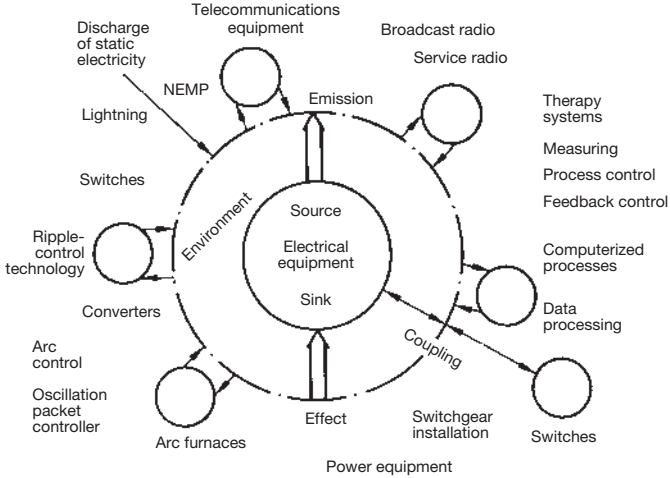 Telecommunications
equipment
Discharge
of static
electricity
Broadcast radio
Service radio
NEMP
Emission
Lightning
Therapy
systems
Measuring
Process control
Feedback control
Switches
Source
Environment
Electrical
equipment
Sink
Ripple-
control
technology
Computerized
processes
Converters
Data
processing
Coupling
Arc
control
Oscillation
packet
controller
Arc furnaces
Effect
Switchgear
installation
Switches
Power equipment